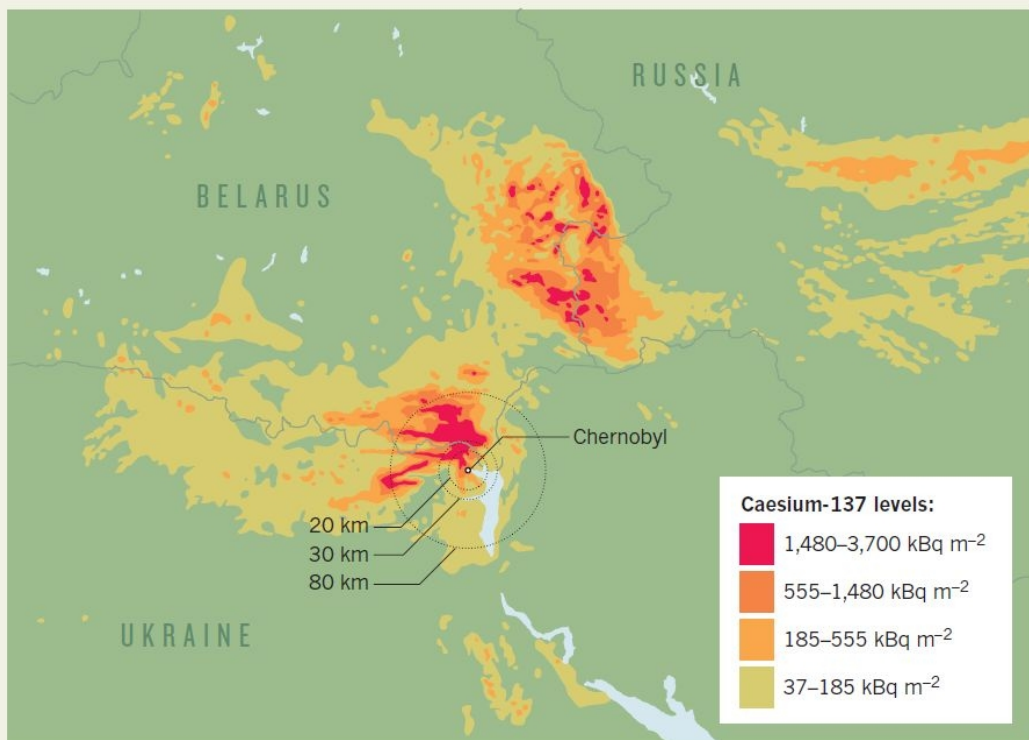 RUSSIA
BELARUS
Chernobyl
20 km
30 km
80 km
UKRAINE
Caesium-137 levels:
1,480–3,700 kBq m⁻²
555–1,480 kBq m⁻²
185–555 kBq m⁻²
37–185 kBq m⁻²